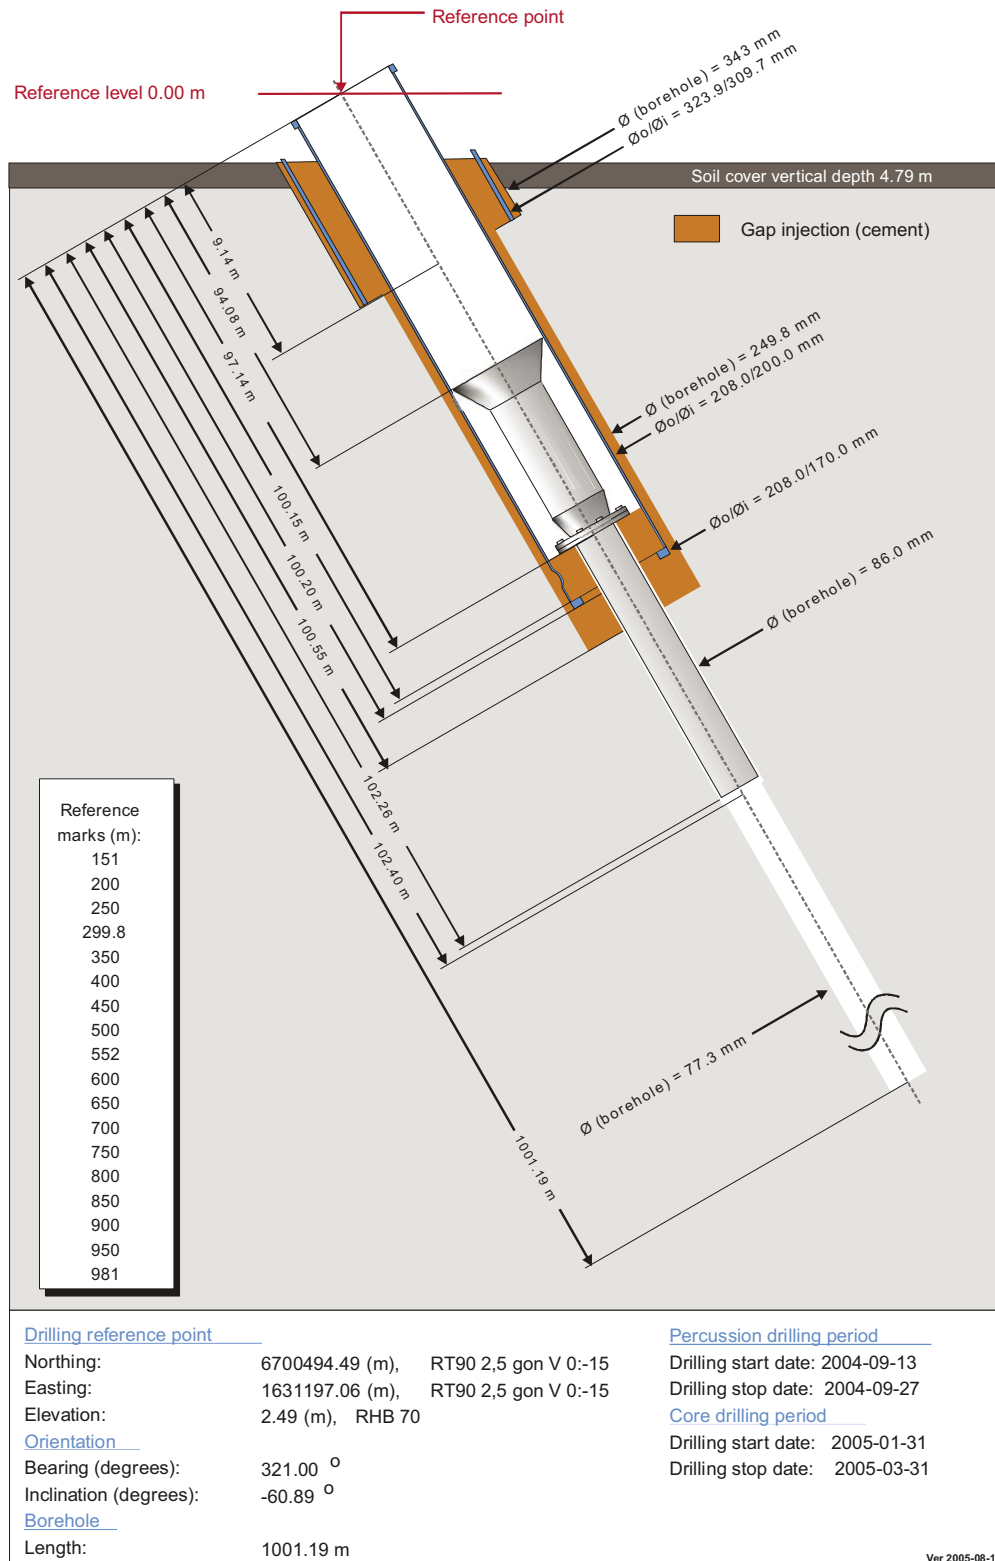 Reference point
Reference level 0.00 m
Ø (borehole) = 343 mm
Øo/Øi = 323.9/309.7 mm
Soil cover vertical depth 4.79 m
Gap injection (cement)
9.14 m
94.08 m
97.14 m
100.15 m
100.20 m
100.55 m
102.26 m
102.40 m
1001.19 m
Ø (borehole) = 249.8 mm
Øo/Øi = 208.0/200.0 mm
Øo/Øi = 208.0/170.0 mm
Ø (borehole) = 86.0 mm
Ø (borehole) = 77.3 mm
Reference
marks (m):
151
200
250
299.8
350
400
450
500
552
600
650
700
750
800
850
900
950
981
Drilling reference point
Northing: 6700494.49 (m), RT90 2,5 gon V 0:-15
Easting: 1631197.06 (m), RT90 2,5 gon V 0:-15
Elevation: 2.49 (m), RHB 70
Orientation
Bearing (degrees): 321.00 °
Inclination (degrees): -60.89 °
Borehole
Length: 1001.19 m
Percussion drilling period
Drilling start date: 2004-09-13
Drilling stop date: 2004-09-27
Core drilling period
Drilling start date: 2005-01-31
Drilling stop date: 2005-03-31
Ver 2005-08-1